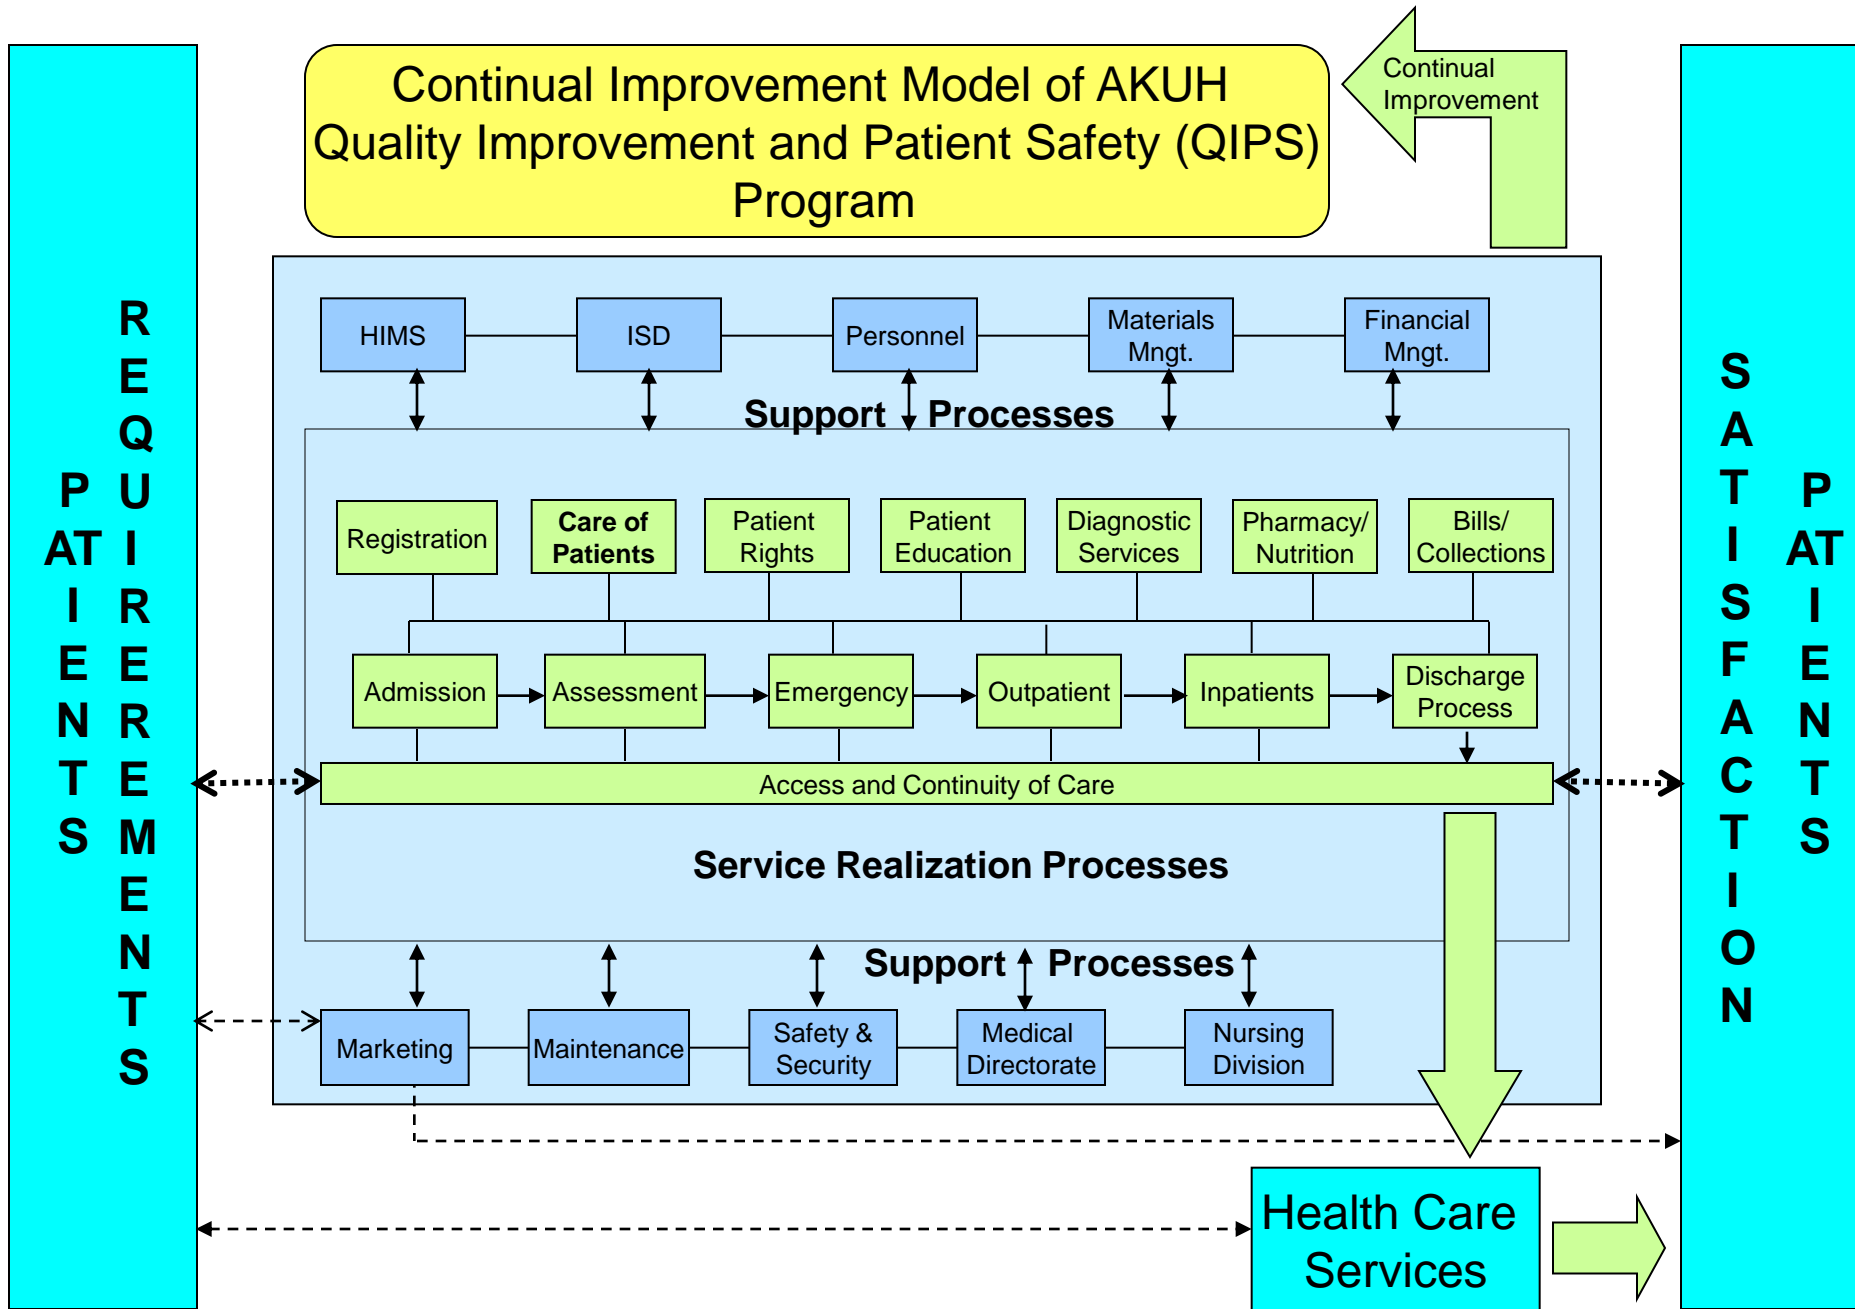 Continual Improvement Model of AKUH
Quality Improvement and Patient Safety (QIPS)
Program
Continual
Improvement
PATIENTS
REQUIREREMENTS
HIMS
ISD
Personnel
Materials
Mngt.
Financial
Mngt.
Support Processes
Registration
Care of
Patients
Patient
Rights
Patient
Education
Diagnostic
Services
Pharmacy/
Nutrition
Bills/
Collections
Admission
Assessment
Emergency
Outpatient
Inpatients
Discharge
Process
Access and Continuity of Care
Service Realization Processes
Support Processes
Marketing
Maintenance
Safety &
Security
Medical
Directorate
Nursing
Division
Health Care
Services
SATISFACTION
PATIENTS